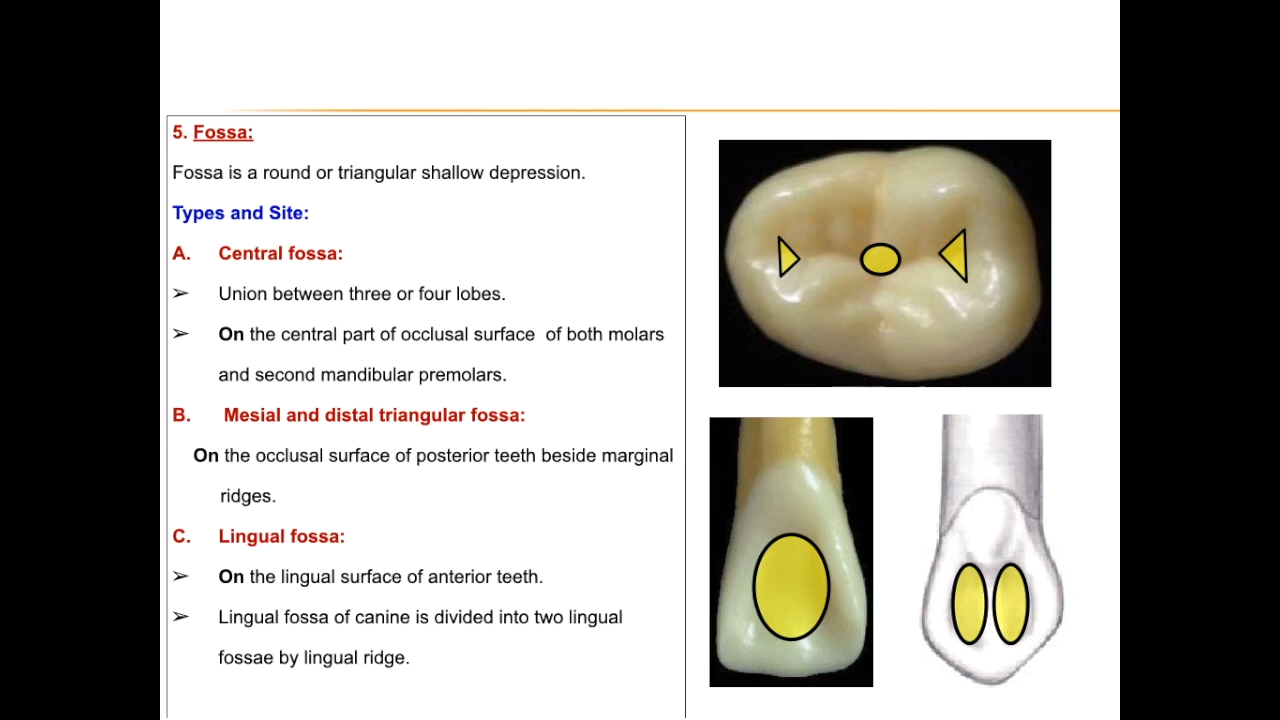 5. Fossa:
Fossa is a round or triangular shallow depression.
Types and Site:
A. Central fossa:
➢ Union between three or four lobes.
➢ On the central part of occlusal surface of both molars
and second mandibular premolars.
B. Mesial and distal triangular fossa:
On the occlusal surface of posterior teeth beside marginal
ridges.
C. Lingual fossa:
➢ On the lingual surface of anterior teeth.
➢ Lingual fossa of canine is divided into two lingual
fossae by lingual ridge.